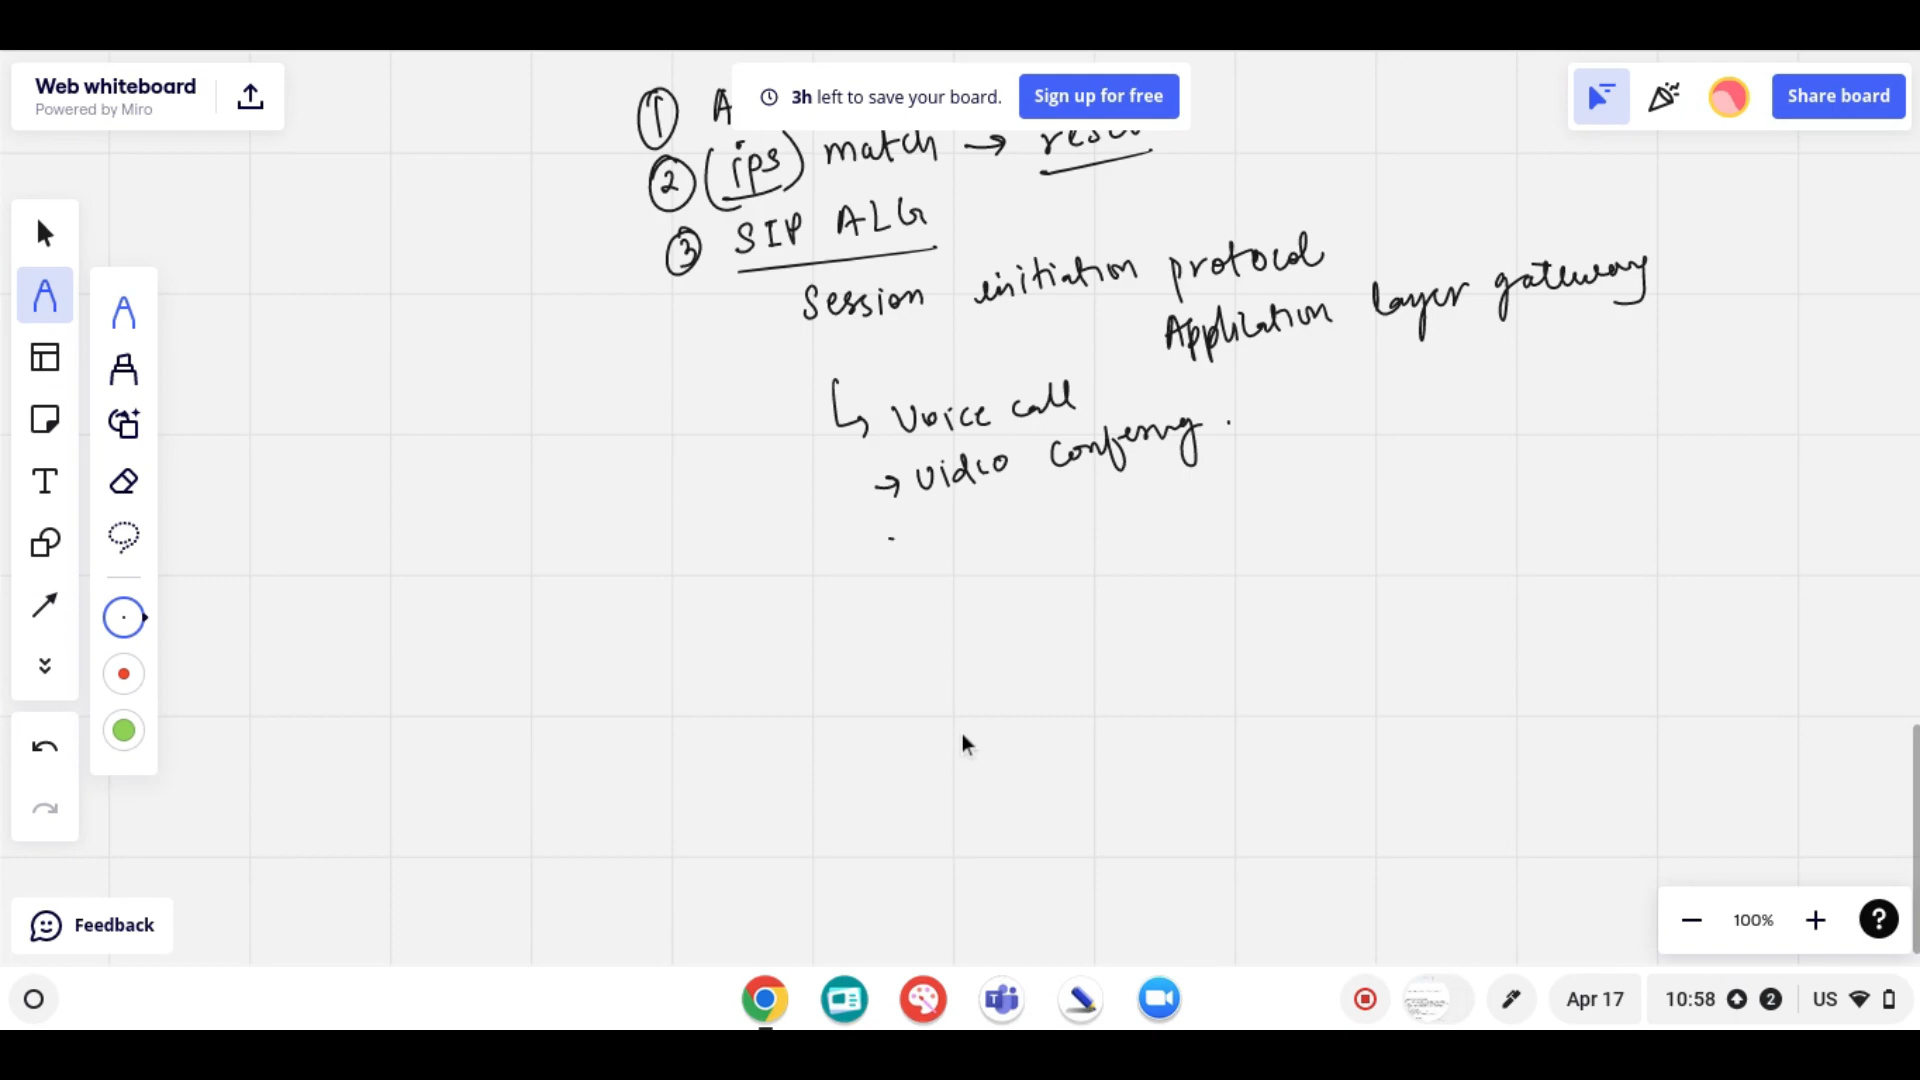 Web whiteboard
Powered by Miro
3h left to save your board.
Sign up for free
Share board
① A
② (ips) match →
③ SIP ALG
Session initiation protocol
Application layer gateway
↳ Voice call
→ video
T
Feedback
100%
?
Apr 17
10:58
2
US